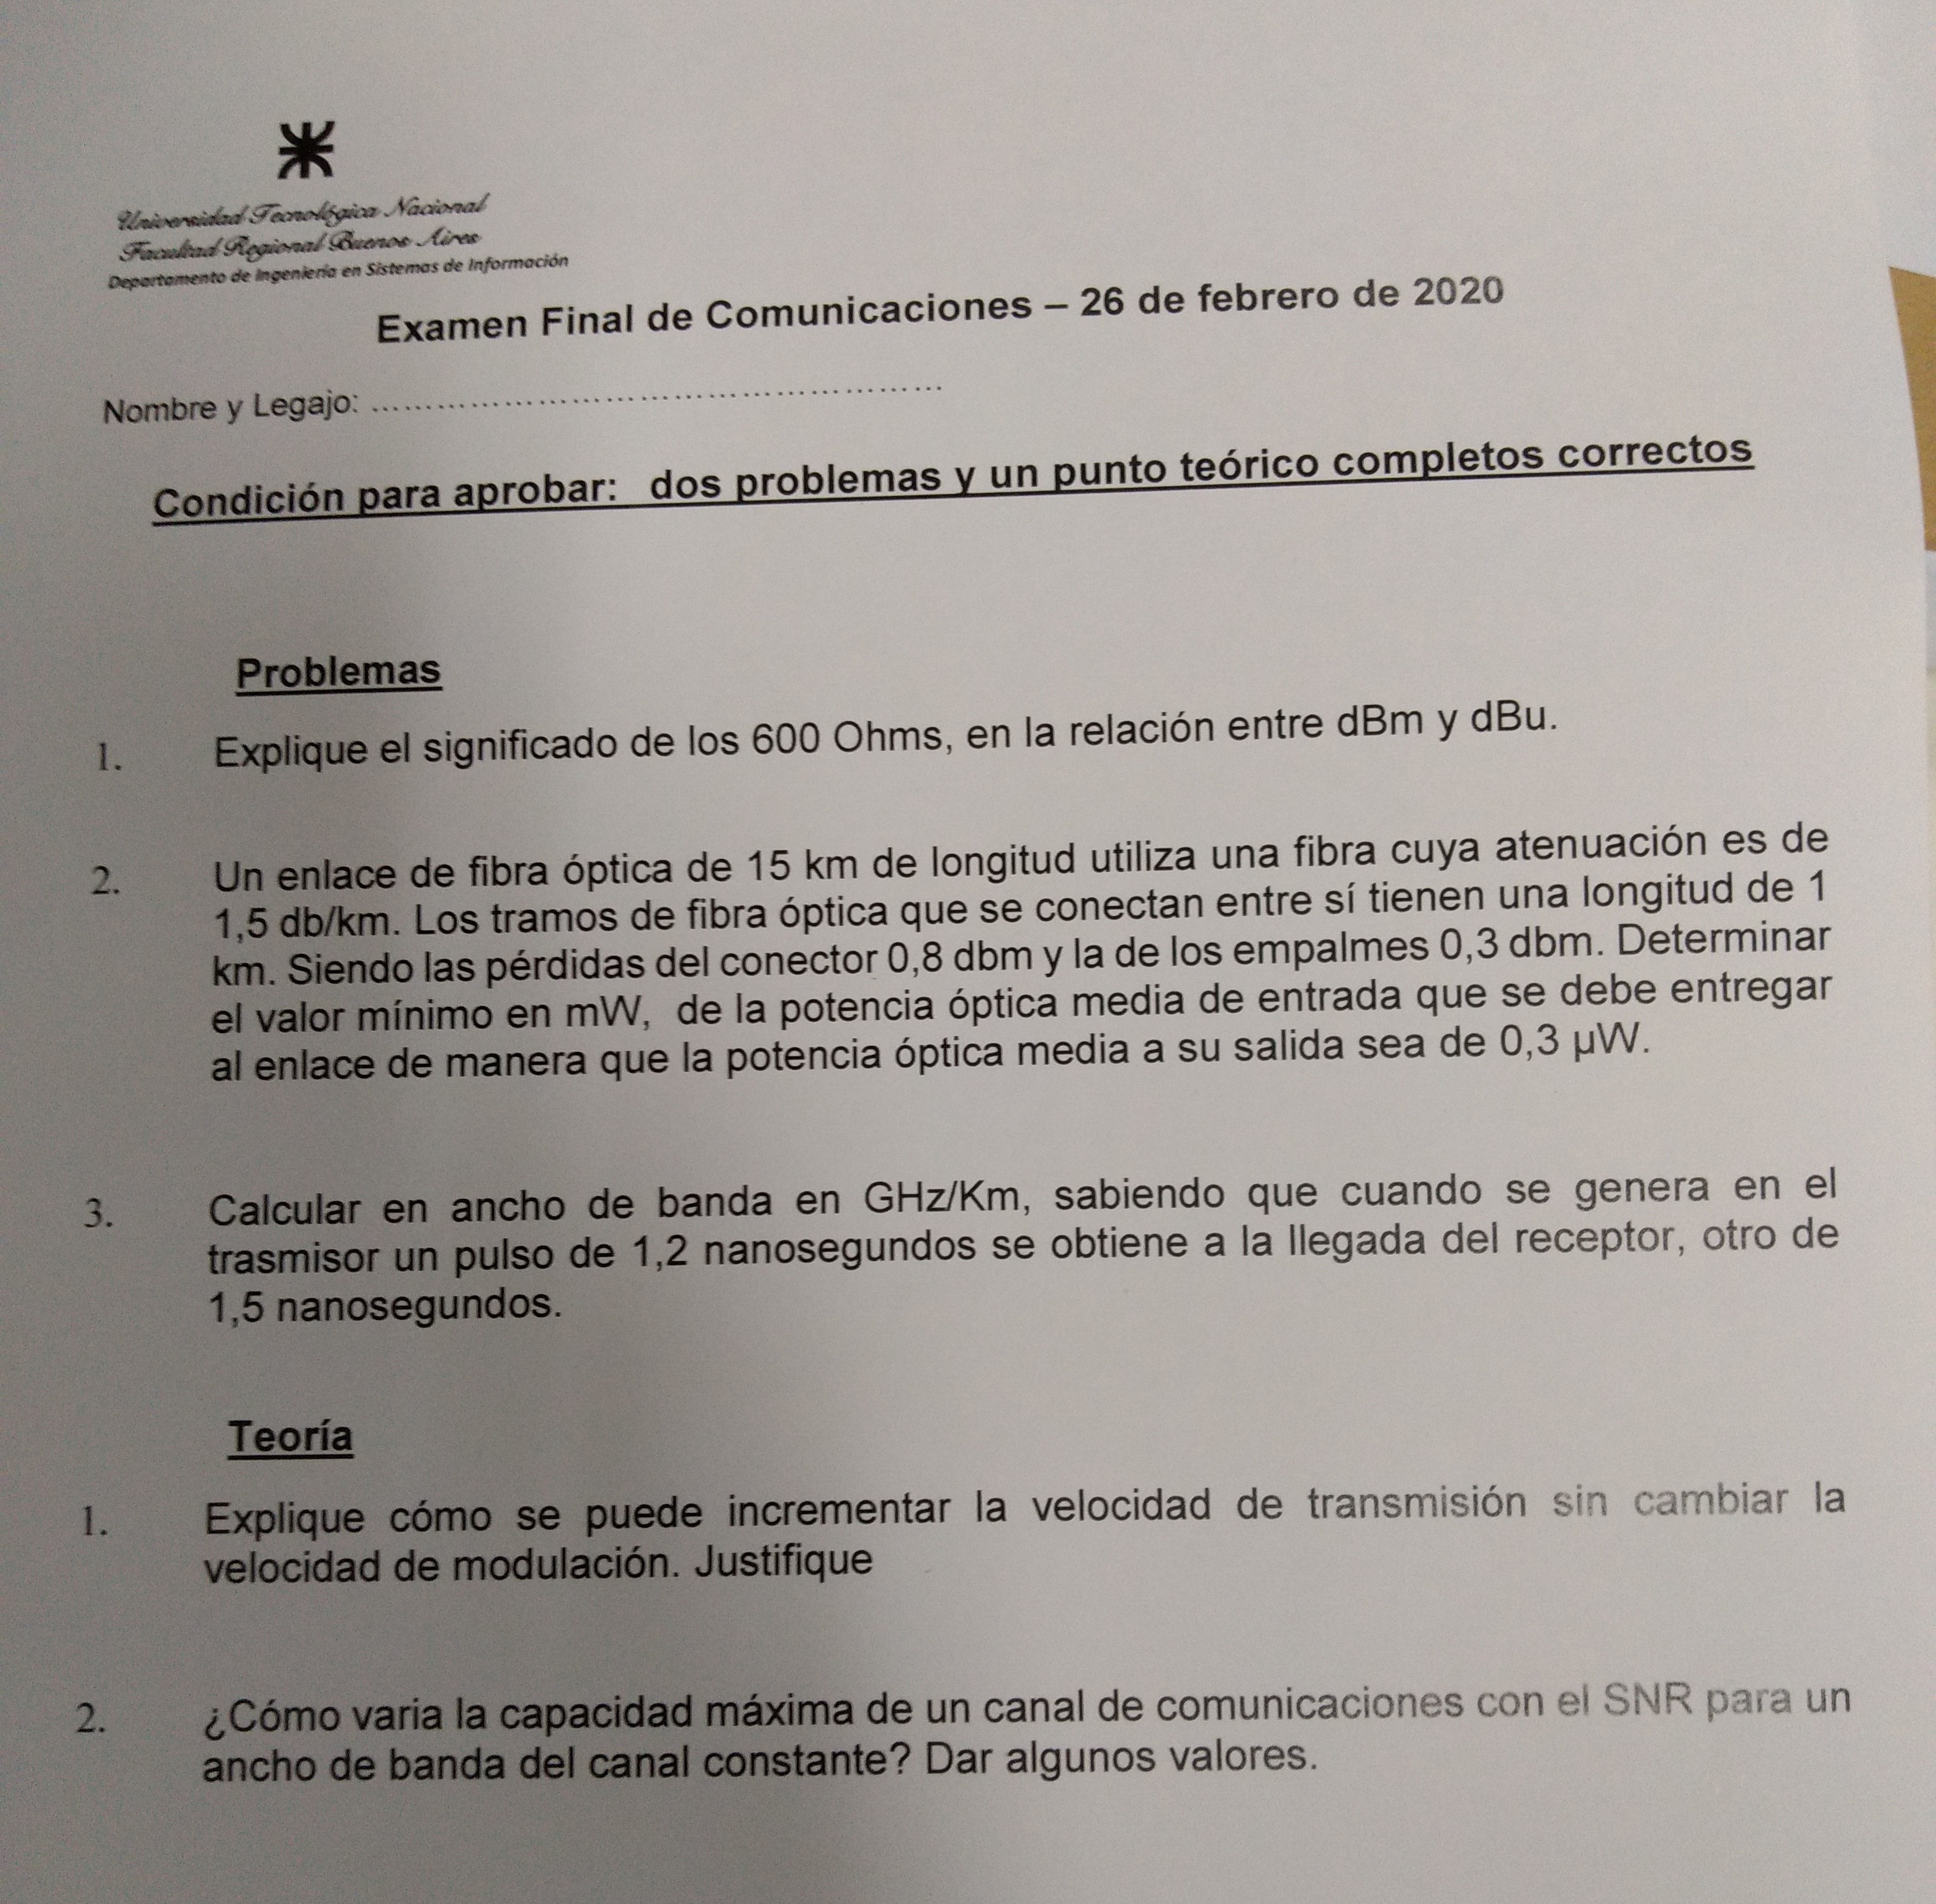 Universidad Tecnológica Nacional
Facultad Regional Buenos Aires
Departamento de Ingeniería en Sistemas de Información
Examen Final de Comunicaciones – 26 de febrero de 2020
Nombre y Legajo: ............................................................
Condición para aprobar: dos problemas y un punto teórico completos correctos
Problemas
1. Explique el significado de los 600 Ohms, en la relación entre dBm y dBu.
2. Un enlace de fibra óptica de 15 km de longitud utiliza una fibra cuya atenuación es de
1,5 db/km. Los tramos de fibra óptica que se conectan entre sí tienen una longitud de 1
km. Siendo las pérdidas del conector 0,8 dbm y la de los empalmes 0,3 dbm. Determinar
el valor mínimo en mW, de la potencia óptica media de entrada que se debe entregar
al enlace de manera que la potencia óptica media a su salida sea de 0,3 µW.
3. Calcular en ancho de banda en GHz/Km, sabiendo que cuando se genera en el
trasmisor un pulso de 1,2 nanosegundos se obtiene a la llegada del receptor, otro de
1,5 nanosegundos.
Teoría
1. Explique cómo se puede incrementar la velocidad de transmisión sin cambiar la
velocidad de modulación. Justifique
2. ¿Cómo varia la capacidad máxima de un canal de comunicaciones con el SNR para un
ancho de banda del canal constante? Dar algunos valores.